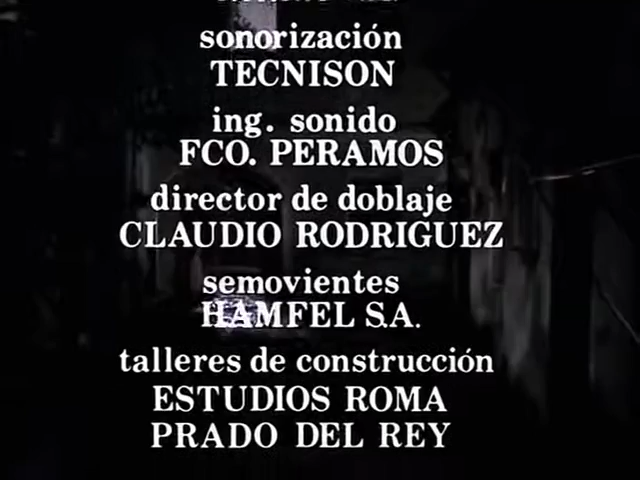 sonorización
TECNISON
ing. sonido
FCO. PERAMOS
director de doblaje
CLAUDIO RODRIGUEZ
semovientes
HAMFEL S.A.
talleres de construcción
ESTUDIOS ROMA
PRADO DEL REY